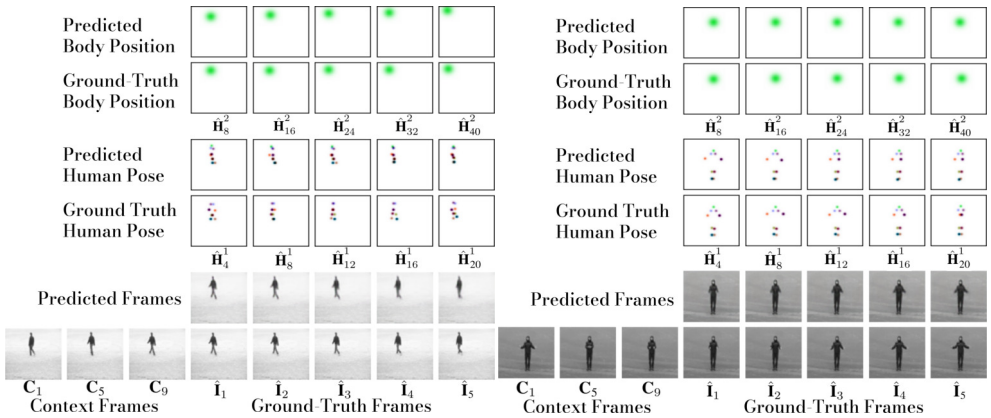 Predicted
Body Position
Ground-Truth
Body Position
Ĥ²₈ Ĥ²₁₆ Ĥ²₂₄ Ĥ²₃₂ Ĥ²₄₀
Predicted
Human Pose
Ground Truth
Human Pose
Ĥ¹₄ Ĥ¹₈ Ĥ¹₁₂ Ĥ¹₁₆ Ĥ¹₂₀
Predicted Frames
C₁ C₅ C₉ Î₁ Î₂ Î₃ Î₄ Î₅
Context Frames Ground-Truth Frames
Predicted
Body Position
Ground-Truth
Body Position
Ĥ²₈ Ĥ²₁₆ Ĥ²₂₄ Ĥ²₃₂ Ĥ²₄₀
Predicted
Human Pose
Ground Truth
Human Pose
Ĥ¹₄ Ĥ¹₈ Ĥ¹₁₂ Ĥ¹₁₆ Ĥ¹₂₀
Predicted Frames
C₁ C₅ C₉ Î₁ Î₂ Î₃ Î₄ Î₅
Context Frames Ground-Truth Frames